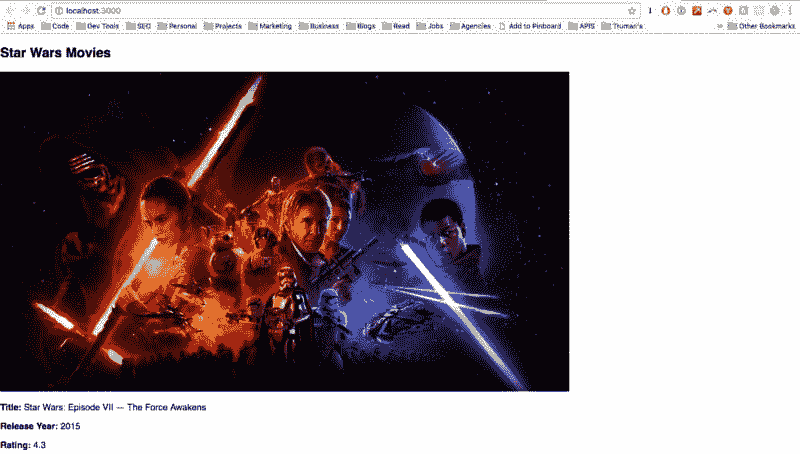 localhost:3000
Apps Code Dev Tools SEO Personal Projects Marketing Business Blogs Read Jobs Agencies Add to Pinboard APIS Truman's » Other Bookmarks
Star Wars Movies
Title: Star Wars: Episode VII — The Force Awakens
Release Year: 2015
Rating: 4.3